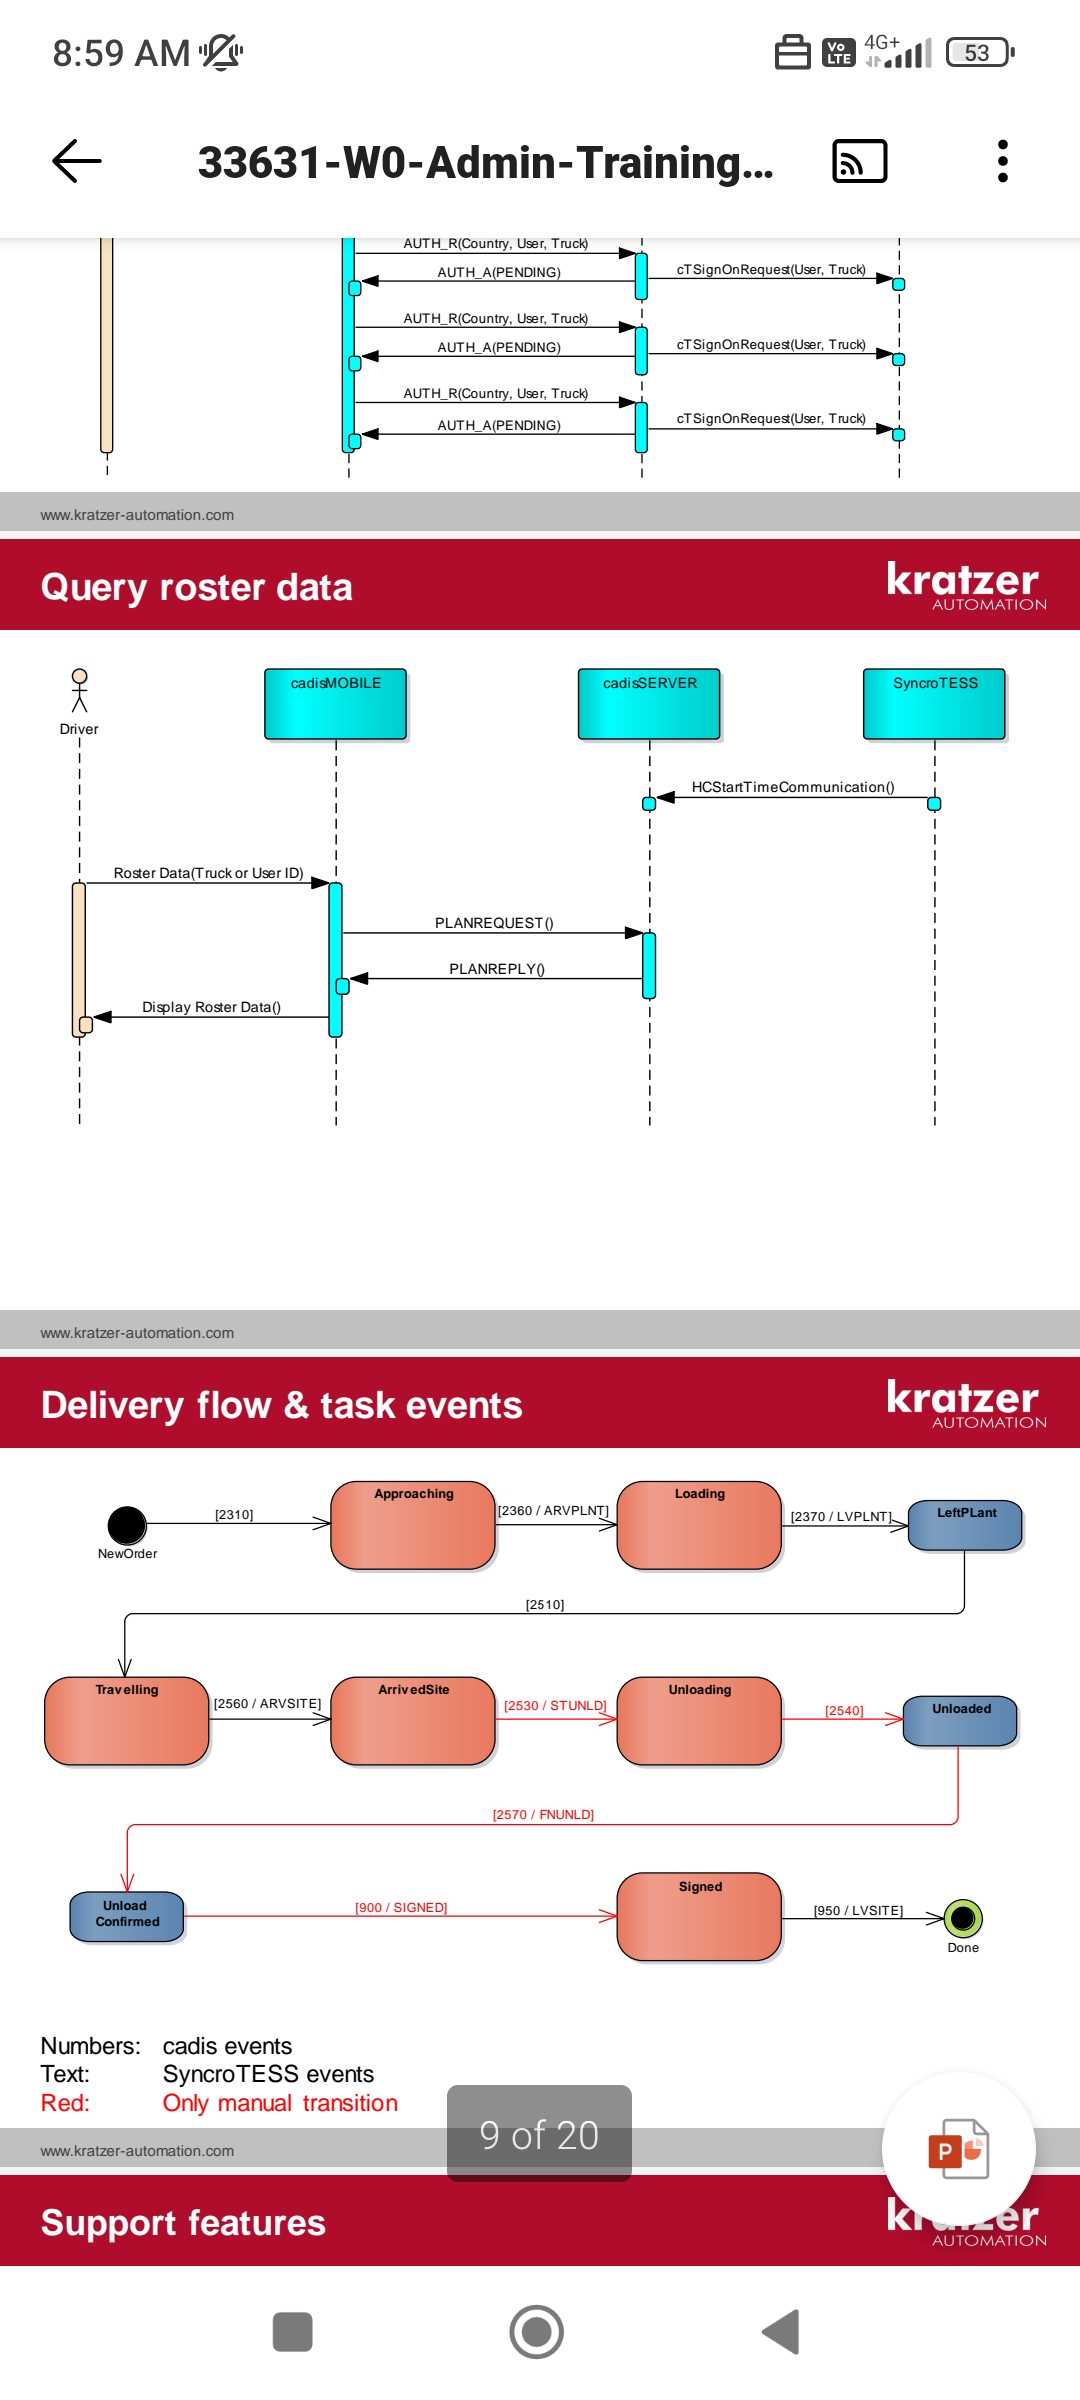 8:59 AM
Vo LTE 4G+ 53
33631-W0-Admin-Training...
AUTH_R(Country, User, Truck)
cTSignOnRequest(User, Truck)
AUTH_A(PENDING)
AUTH_R(Country, User, Truck)
cTSignOnRequest(User, Truck)
AUTH_A(PENDING)
AUTH_R(Country, User, Truck)
cTSignOnRequest(User, Truck)
AUTH_A(PENDING)
www.kratzer-automation.com
Query roster data
kratzer
AUTOMATION
cadisMOBILE
cadisSERVER
SyncroTESS
Driver
HCStartTimeCommunication()
Roster Data(Truck or User ID)
PLANREQUEST()
PLANREPLY()
Display Roster Data()
www.kratzer-automation.com
Delivery flow & task events
kratzer
AUTOMATION
NewOrder
[2310]
Approaching
[2360 / ARVPLNT]
Loading
[2370 / LVPLNT]
LeftPLant
[2510]
Travelling
[2560 / ARVSITE]
ArrivedSite
[2530 / STUNLD]
Unloading
[2540]
Unloaded
[2570 / FNUNLD]
Unload
Confirmed
[900 / SIGNED]
Signed
[950 / LVSITE]
Done
Numbers: cadis events
Text: SyncroTESS events
Red: Only manual transition
9 of 20
www.kratzer-automation.com
P
Support features
kratzer
AUTOMATION